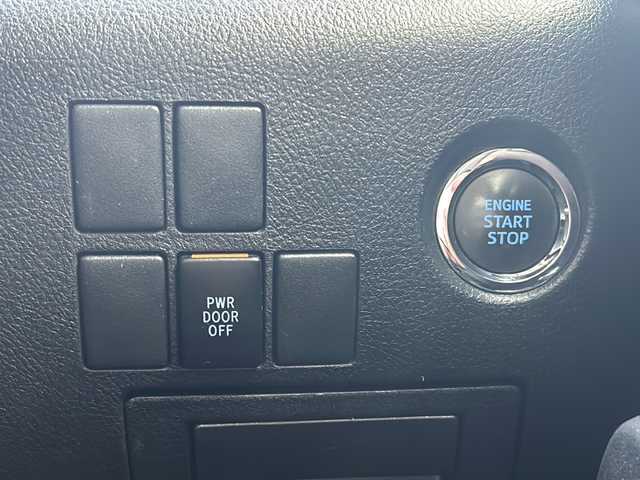 PWR
DOOR
OFF
ENGINE
START
STOP